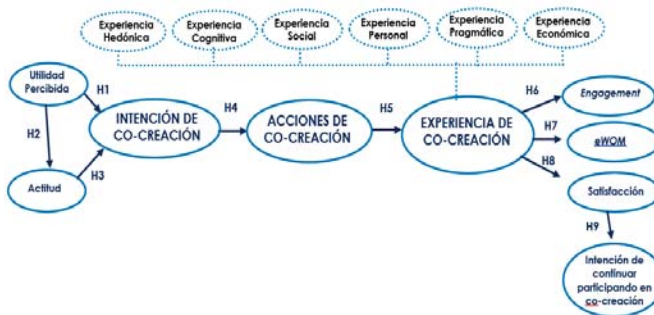 Experiencia
Hedónica
Experiencia
Cognitiva
Experiencia
Social
Experiencia
Personal
Experiencia
Pragmática
Experiencia
Económica
Utilidad
Percibida
H1
H2
Actitud
H3
INTENCIÓN DE
CO-CREACIÓN
H4
ACCIONES DE
CO-CREACIÓN
H5
EXPERIENCIA DE
CO-CREACIÓN
H6
Engagement
H7
eWOM
H8
Satisfacción
H9
Intención de
continuar
participando en
co-creación